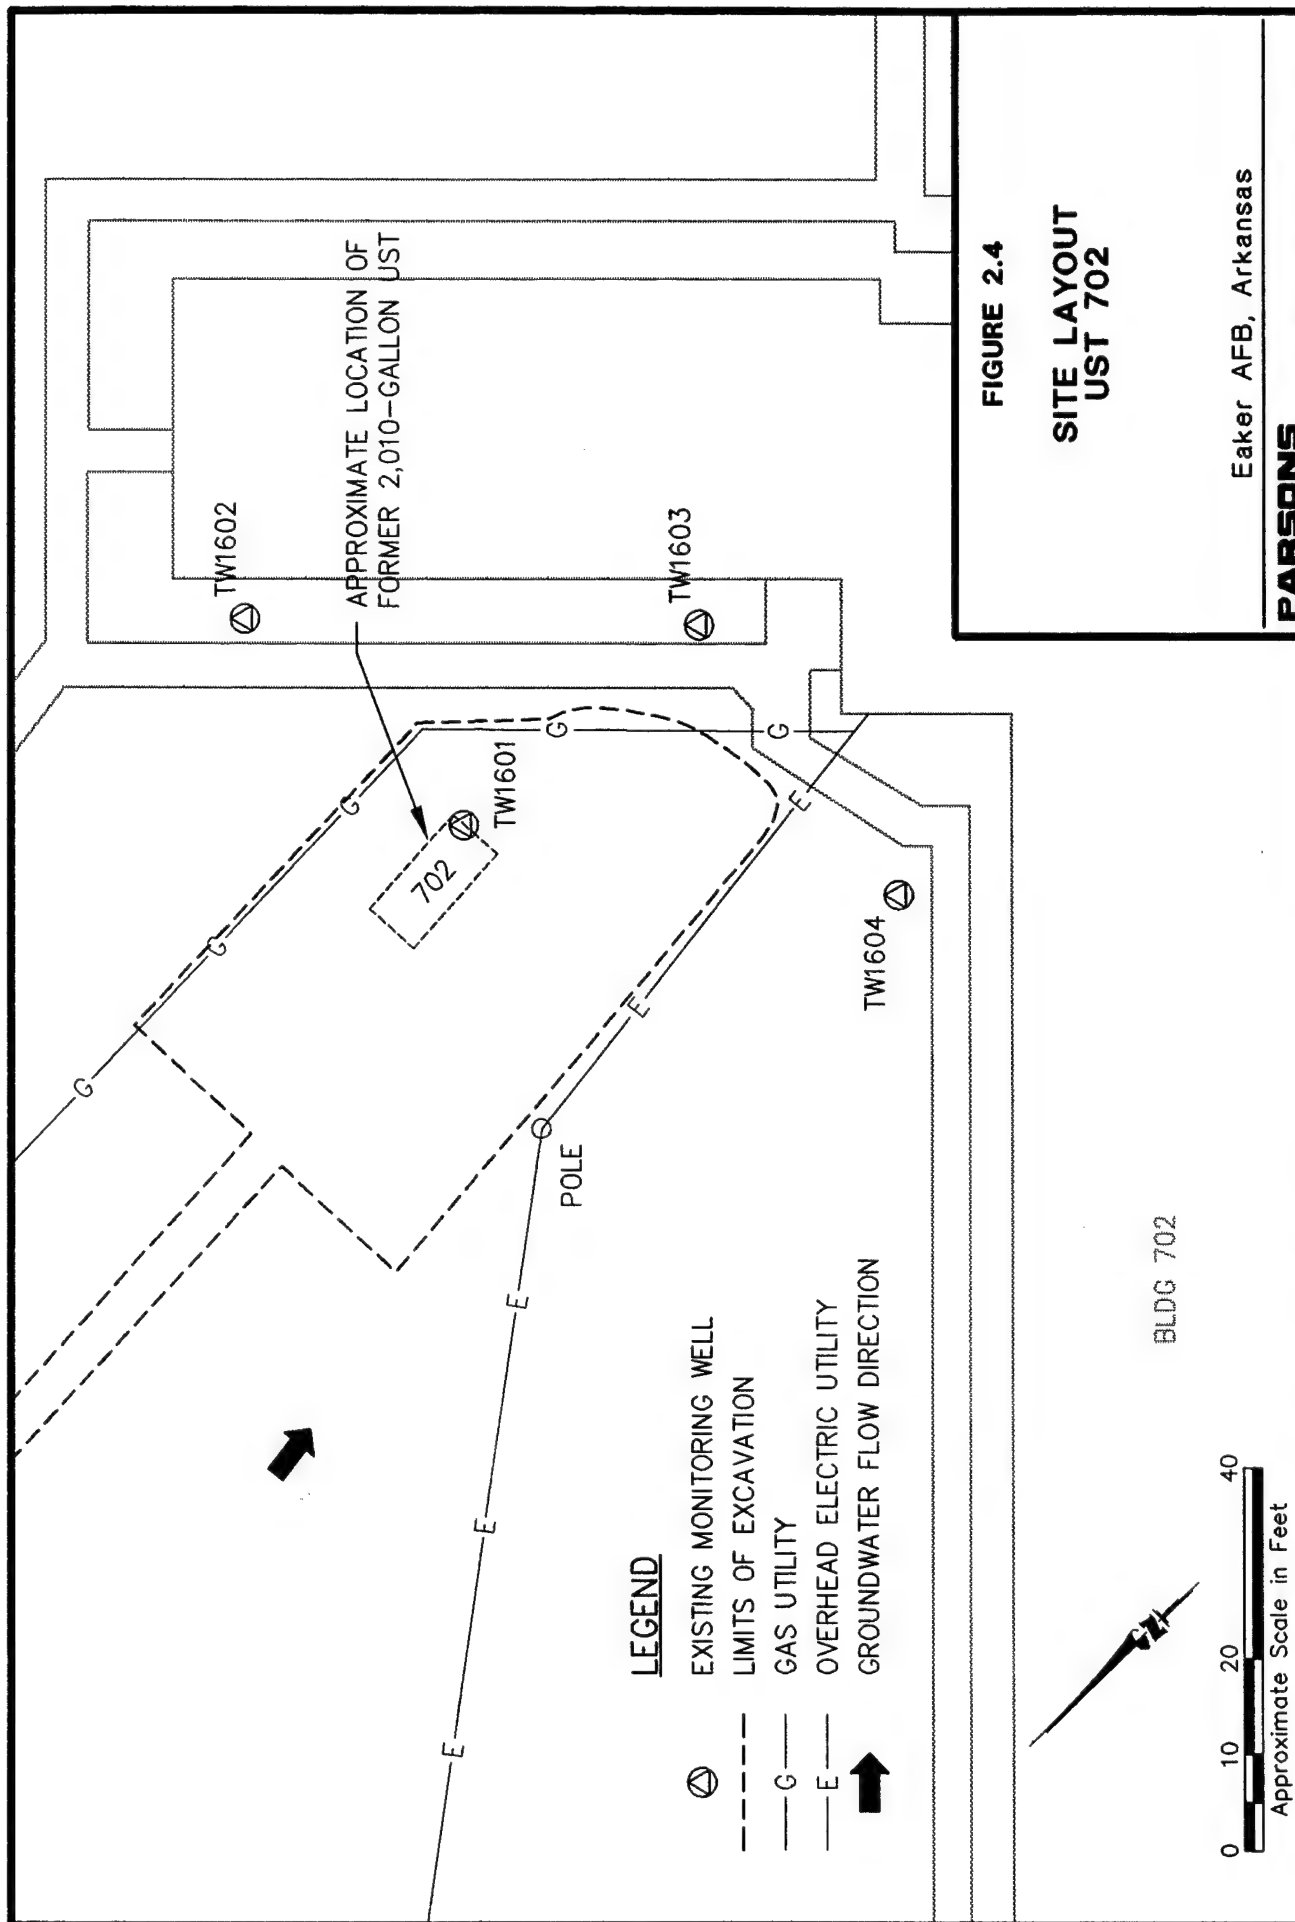 TW1602
APPROXIMATE LOCATION OF
FORMER 2,010-GALLON UST
G
G
G
G
G
702
TW1601
TW1603
E
E
E
E
E
POLE
TW1604
LEGEND
EXISTING MONITORING WELL
LIMITS OF EXCAVATION
G
GAS UTILITY
E
OVERHEAD ELECTRIC UTILITY
GROUNDWATER FLOW DIRECTION
BLDG 702
N
0 10 20 40
Approximate Scale in Feet
FIGURE 2.4
SITE LAYOUT
UST 702
Eaker AFB, Arkansas
PARSONS